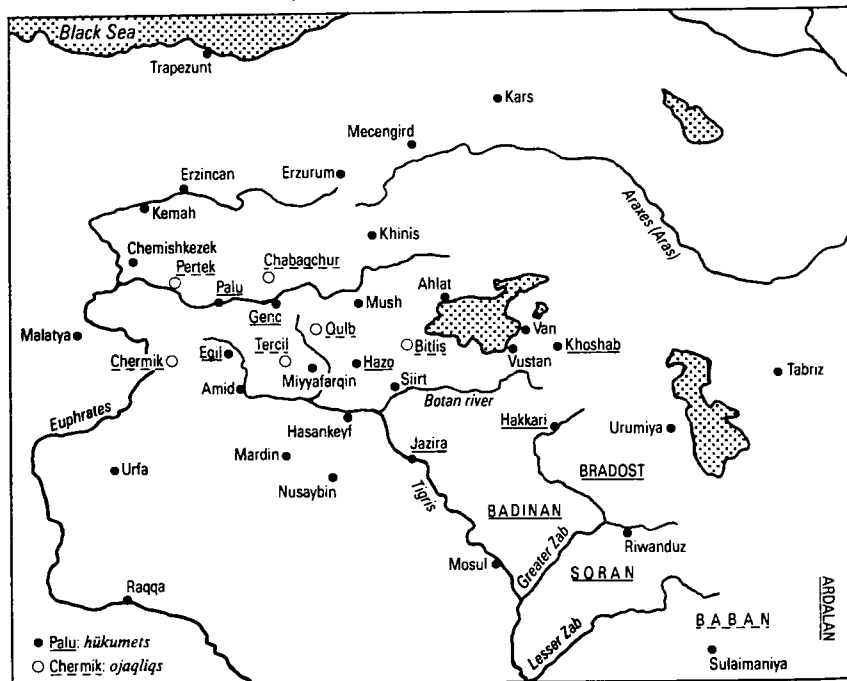 Black Sea
Trapezunt
Kars
Mecengird
Erzincan
Erzurum
Kemah
Araxes (Aras)
Khinis
Chemishkezek
Pertek
Chabaqchur
Palu
Genc
Mush
Ahlat
Malatya
Qulb
Van
Egil
Tercil
Bitlis
Khoshab
Chermik
Hazo
Vustan
Tabriz
Miyyafarqin
Amid
Siirt
Botan river
Euphrates
Hasankeyf
Hakkari
Urumiya
Mardin
Jazira
Urfa
BRADOST
Nusaybin
Tigris
BADINAN
Greater Zab
Riwanduz
Mosul
SORAN
Raqqa
Lesser Zab
BABAN
ARDALAN
Sulaimaniya
Palu: hükumets
Chermik: ojaqliqs